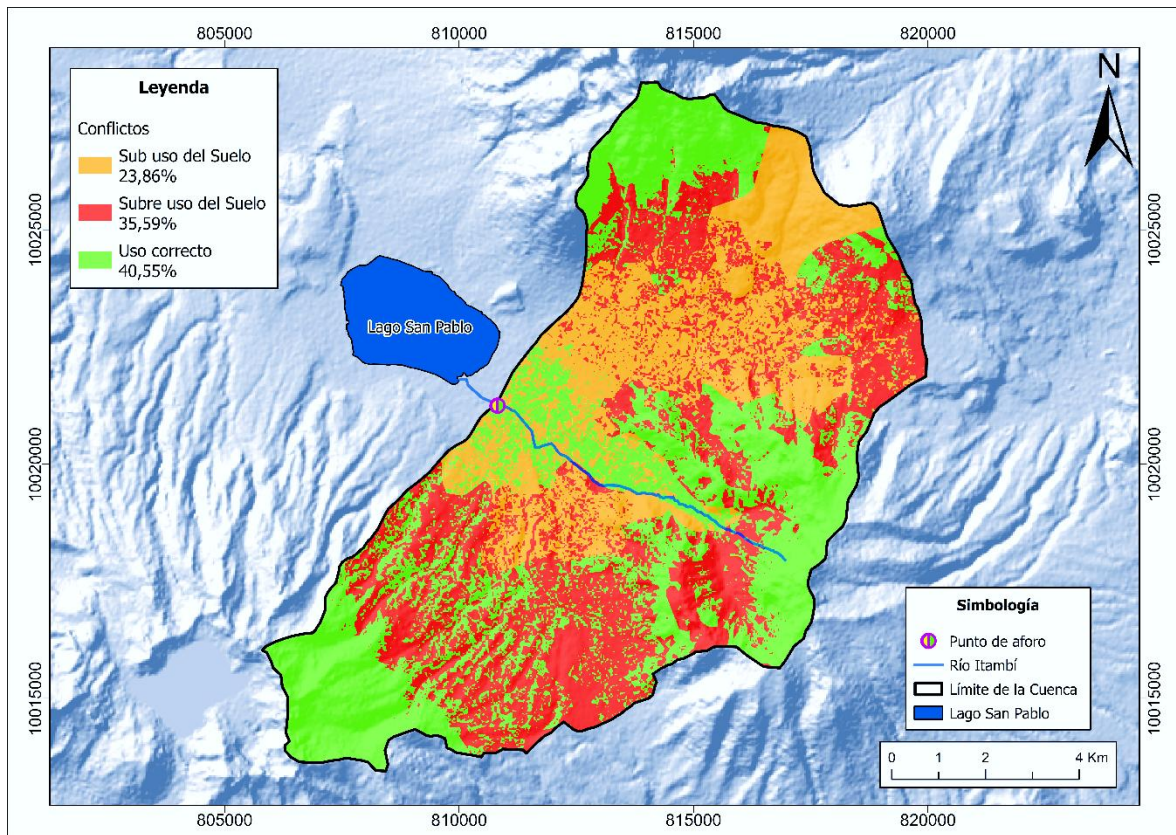 805000 810000 815000 820000
Leyenda
Conflictos
Sub uso del Suelo
23,86%
Subre uso del Suelo
35,59%
Uso correcto
40,55%
N
10025000 10025000
Lago San Pablo
10020000 10020000
10015000 10015000
Simbología
Punto de aforo
Río Itambí
Límite de la Cuenca
Lago San Pablo
0 1 2 4 Km
805000 810000 815000 820000